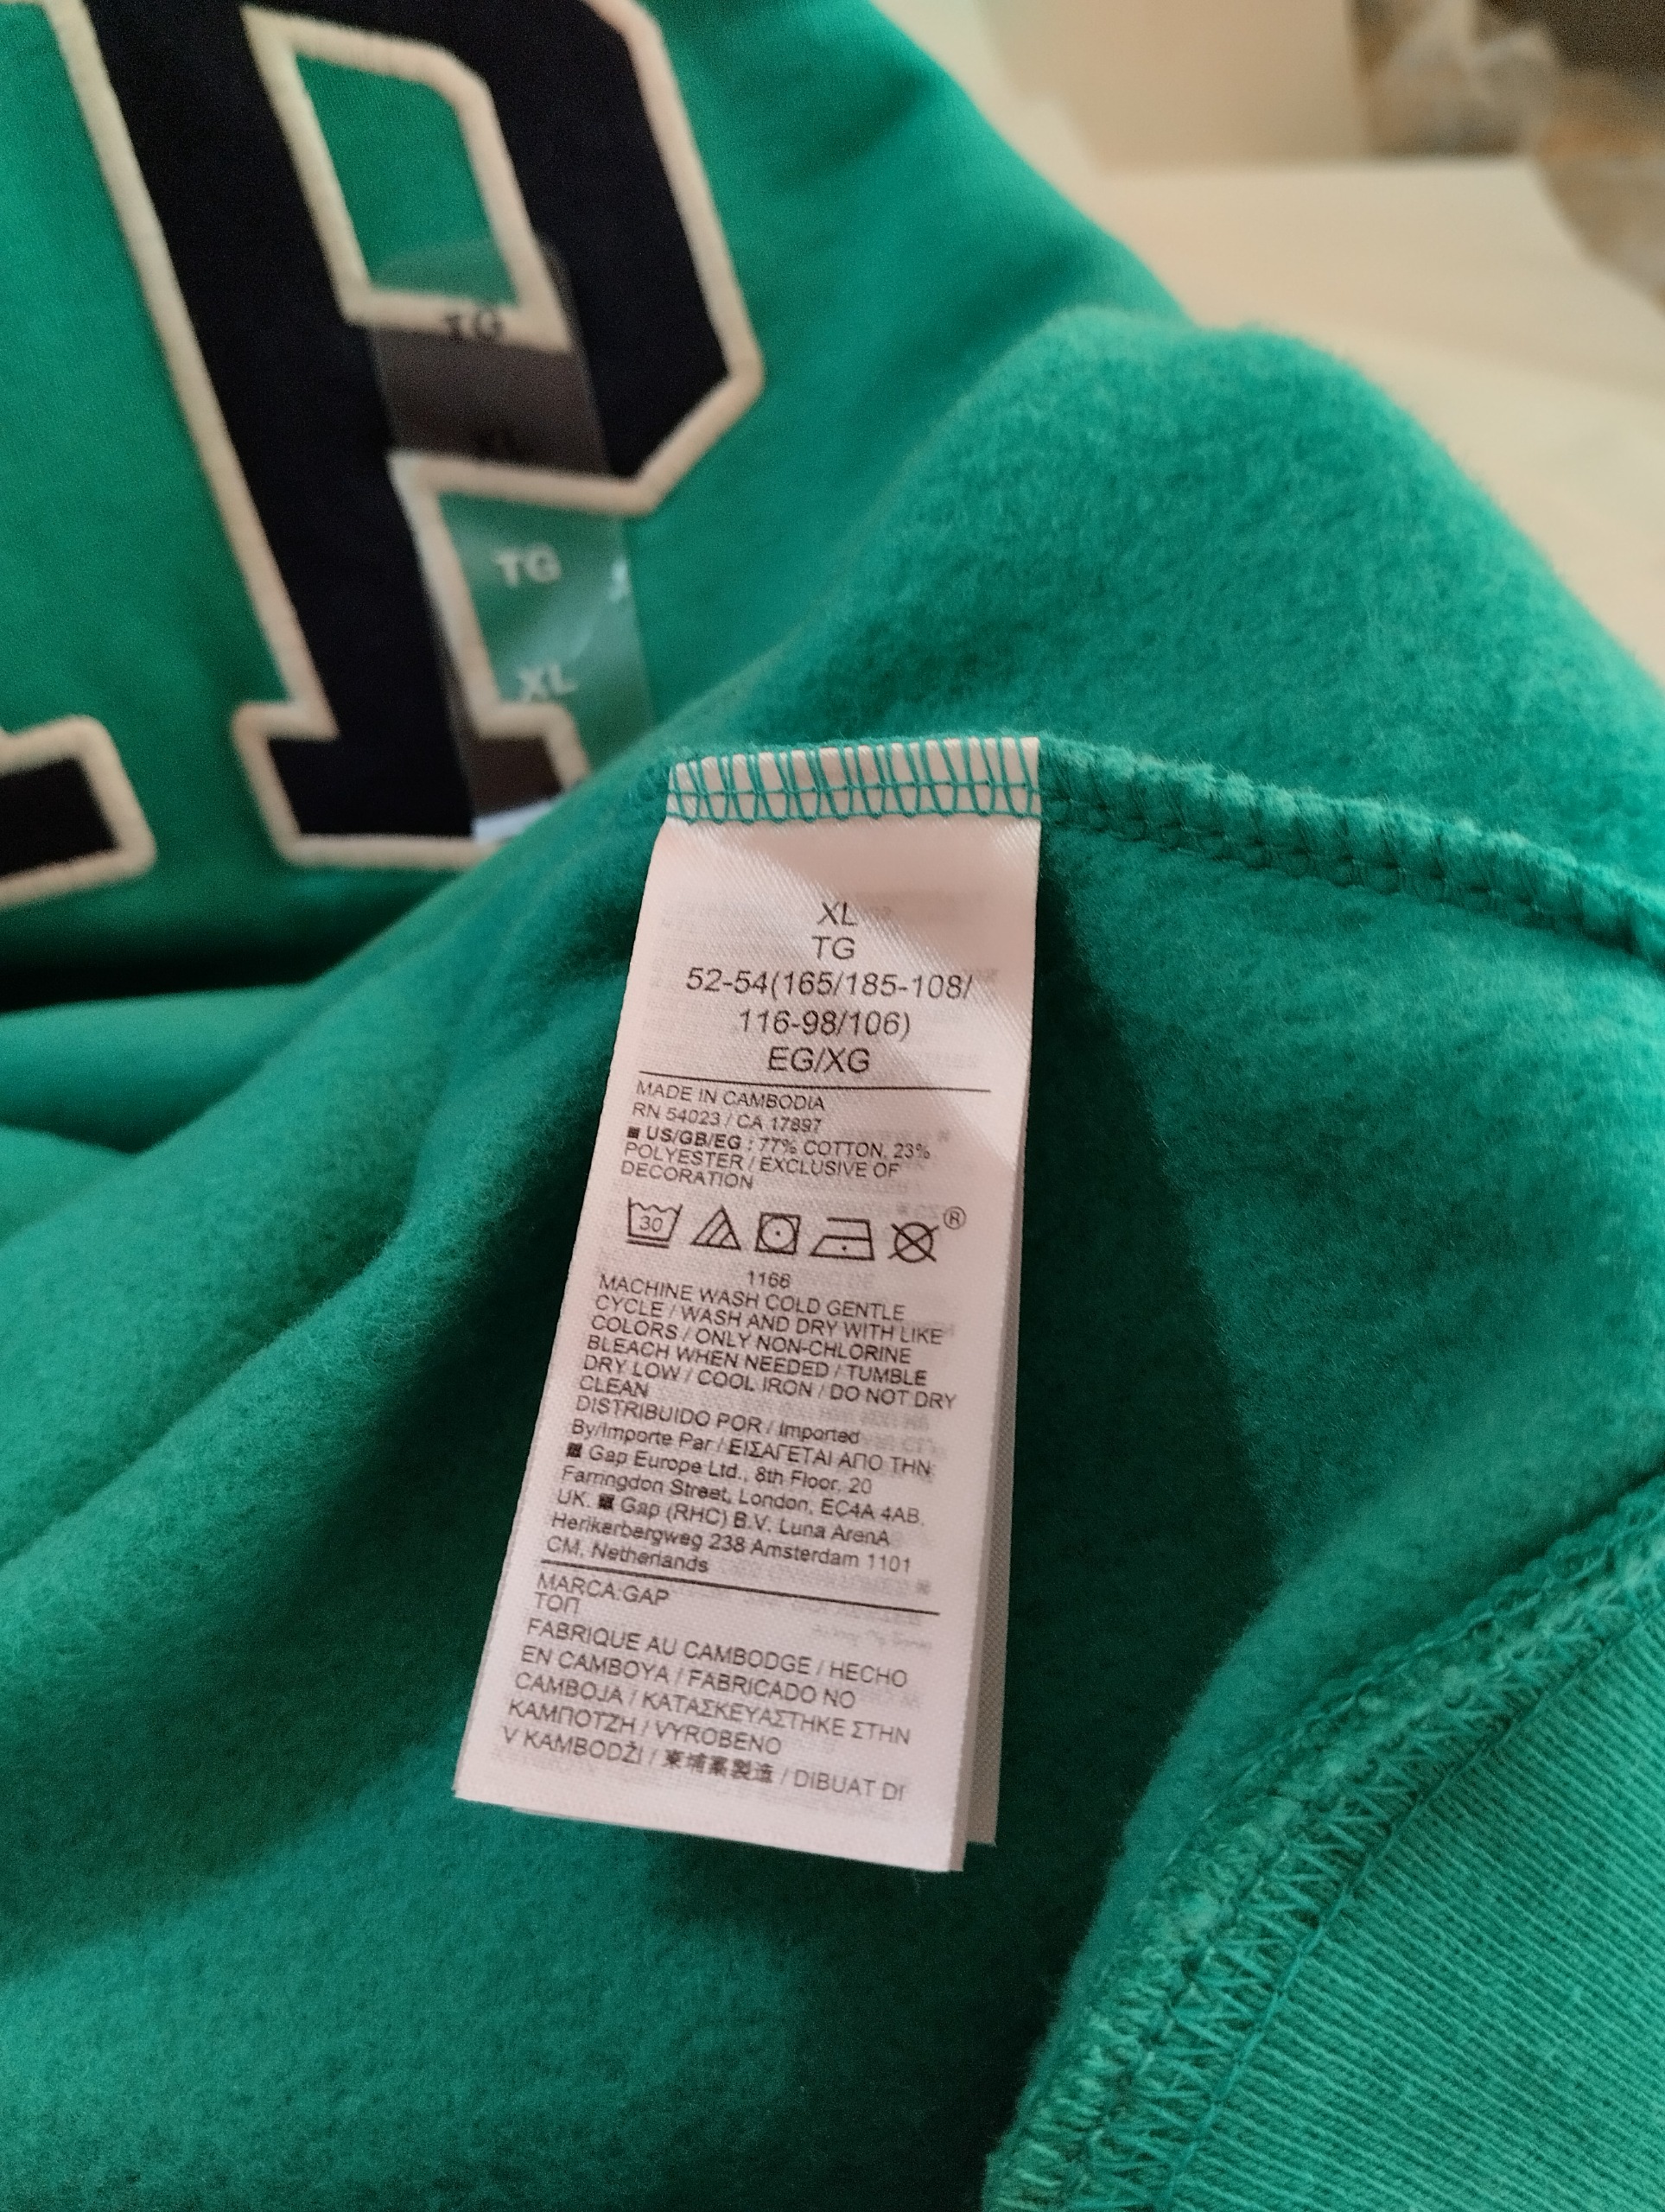 P
XL
TG
XL
XL
TG
52-54(165/185-108/
116-98/106)
EG/XG
MADE IN CAMBODIA
RN 54023 / CA 17897
US/GB/EG : 77% COTTON, 23%
POLYESTER / EXCLUSIVE OF
DECORATION
30
®
1166
MACHINE WASH COLD GENTLE
CYCLE / WASH AND DRY WITH LIKE
COLORS / ONLY NON-CHLORINE
BLEACH WHEN NEEDED / TUMBLE
DRY LOW / COOL IRON / DO NOT DRY
CLEAN
DISTRIBUIDO POR / Imported
By/Importe Par / ΕΙΣΑΓΕΤΑΙ ΑΠΟ ΤΗΝ:
Gap Europe Ltd., 8th Floor, 20
Farringdon Street, London, EC4A 4AB,
UK. Gap (RHC) B.V. Luna ArenA
Herikerbergweg 238 Amsterdam 1101
CM, Netherlands
MARCA:GAP
ТОП
FABRIQUE AU CAMBODGE / HECHO
EN CAMBOYA / FABRICADO NO
CAMBOJA / ΚΑΤΑΣΚΕΥΑΣΤΗΚΕ ΣΤΗΝ
ΚΑΜΠΟΤΖΗ / VYROBENO
V KAMBODŽI / 柬埔寨製造 / DIBUAT DI